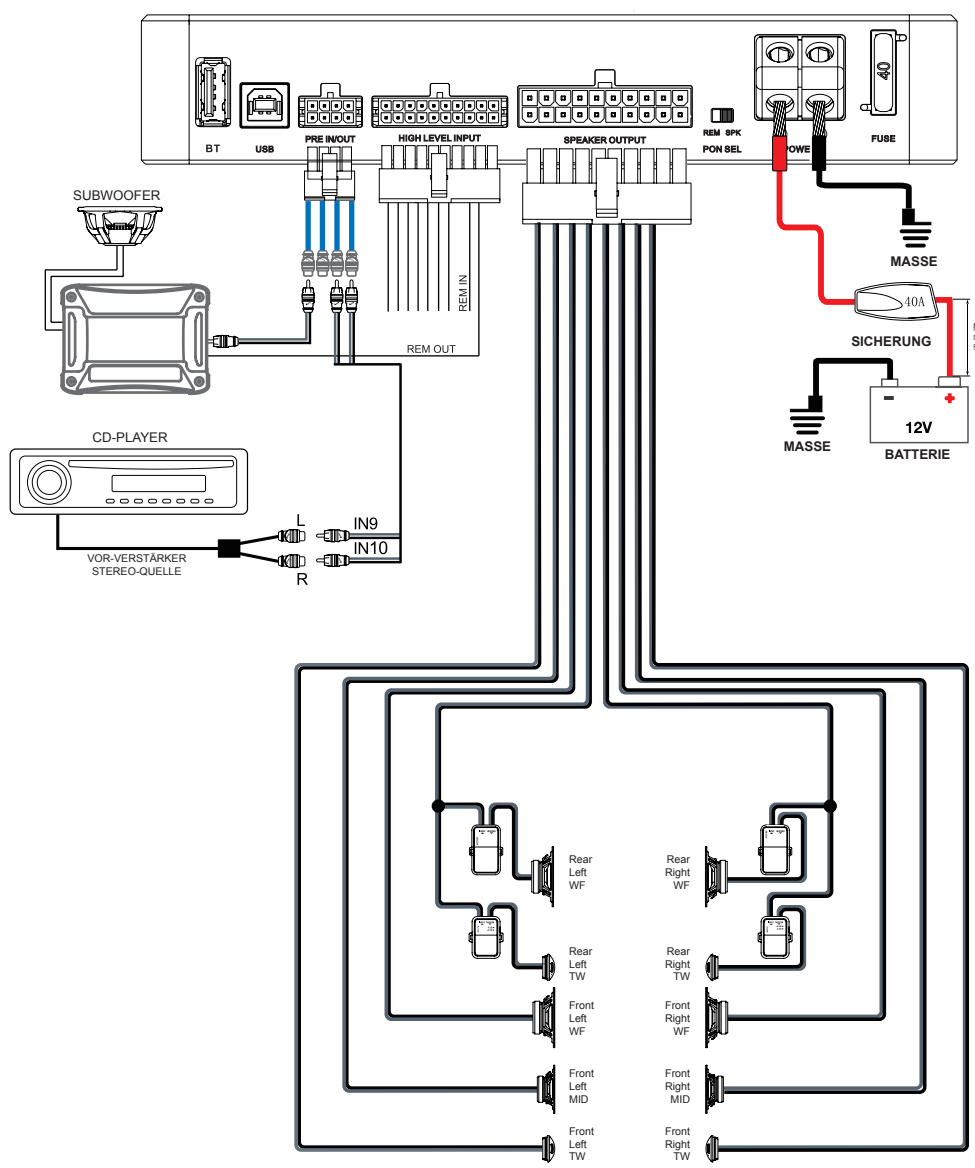 40
BT
USB
PRE IN/OUT
HIGH LEVEL INPUT
SPEAKER OUTPUT
REM SPK
PON SEL
POWE
FUSE
SUBWOOFER
REM IN
REM OUT
MASSE
40A
SICHERUNG
MASSE
12V
BATTERIE
CD-PLAYER
L
IN9
IN10
R
VOR-VERSTÄRKER
STEREO-QUELLE
Rear
Left
WF
Rear
Right
WF
Rear
Left
TW
Rear
Right
TW
Front
Left
WF
Front
Right
WF
Front
Left
MID
Front
Right
MID
Front
Left
TW
Front
Right
TW